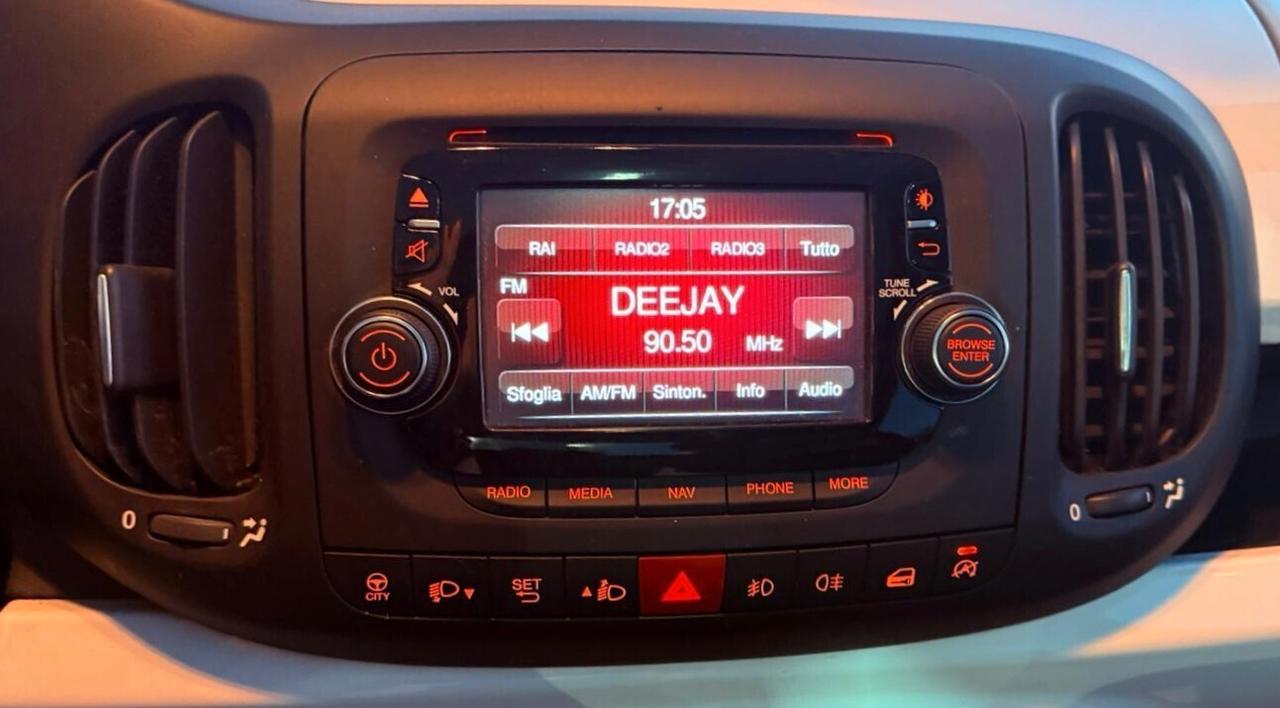 17:05
RAI RADIO2 RADIO3 Tutto
FM
DEEJAY
90.50 MHz
Sfoglia AM/FM Sinton. Info Audio
VOL
TUNE
SCROLL
BROWSE
ENTER
RADIO MEDIA NAV PHONE MORE
0
0
CITY
SET